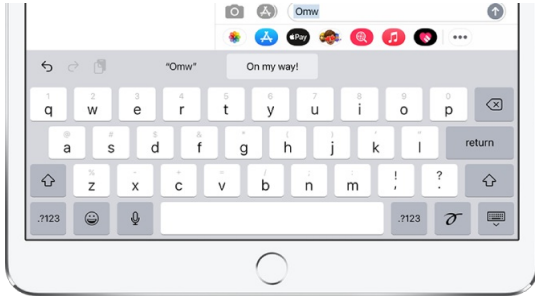 Omw
Pay
"Omw" On my way!
1 2 3 4 5 6 7 8 9 0
q w e r t y u i o p
@ # $ & * ( ) ' "
a s d f g h j k l return
% - + = / ; : ! ?
z x c v b n m , .
.?123 .?123